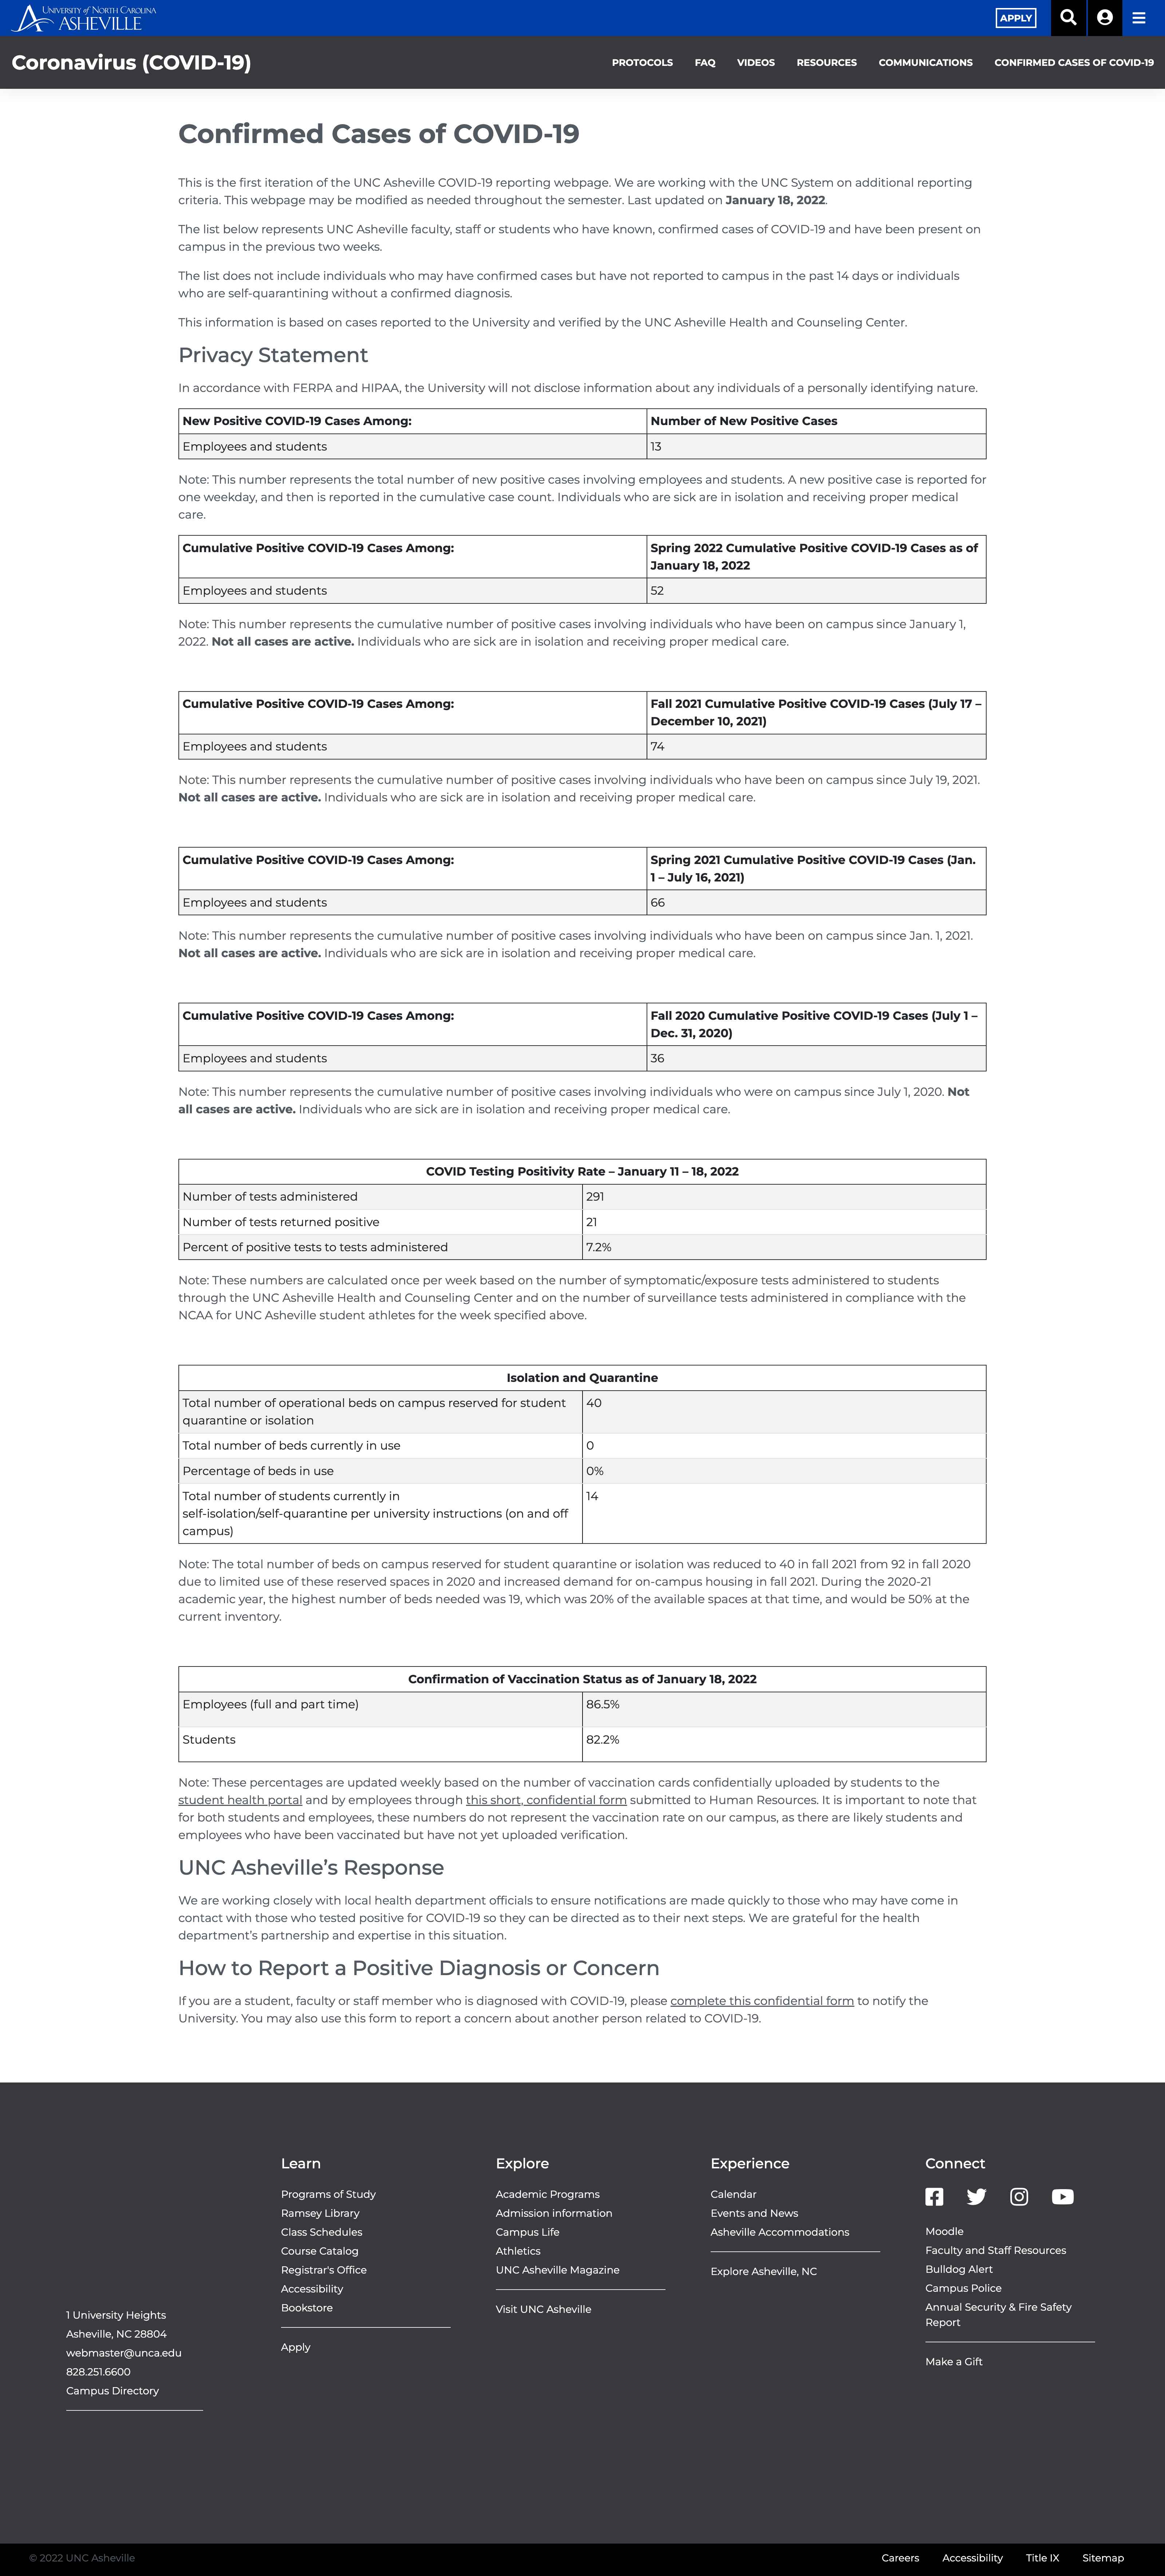 UNIVERSITY OF NORTH CAROLINA
ASHEVILLE
APPLY
Coronavirus (COVID-19)
PROTOCOLS FAQ VIDEOS RESOURCES COMMUNICATIONS CONFIRMED CASES OF COVID-19
Confirmed Cases of COVID-19
This is the first iteration of the UNC Asheville COVID-19 reporting webpage. We are working with the UNC System on additional reporting
criteria. This webpage may be modified as needed throughout the semester. Last updated on January 18, 2022.
The list below represents UNC Asheville faculty, staff or students who have known, confirmed cases of COVID-19 and have been present on
campus in the previous two weeks.
The list does not include individuals who may have confirmed cases but have not reported to campus in the past 14 days or individuals
who are self-quarantining without a confirmed diagnosis.
This information is based on cases reported to the University and verified by the UNC Asheville Health and Counseling Center.
Privacy Statement
In accordance with FERPA and HIPAA, the University will not disclose information about any individuals of a personally identifying nature.
New Positive COVID-19 Cases Among: Number of New Positive Cases
Employees and students 13
Note: This number represents the total number of new positive cases involving employees and students. A new positive case is reported for
one weekday, and then is reported in the cumulative case count. Individuals who are sick are in isolation and receiving proper medical
care.
Cumulative Positive COVID-19 Cases Among: Spring 2022 Cumulative Positive COVID-19 Cases as of
January 18, 2022
Employees and students 52
Note: This number represents the cumulative number of positive cases involving individuals who have been on campus since January 1,
2022. Not all cases are active. Individuals who are sick are in isolation and receiving proper medical care.
Cumulative Positive COVID-19 Cases Among: Fall 2021 Cumulative Positive COVID-19 Cases (July 17 –
December 10, 2021)
Employees and students 74
Note: This number represents the cumulative number of positive cases involving individuals who have been on campus since July 19, 2021.
Not all cases are active. Individuals who are sick are in isolation and receiving proper medical care.
Cumulative Positive COVID-19 Cases Among: Spring 2021 Cumulative Positive COVID-19 Cases (Jan.
1 – July 16, 2021)
Employees and students 66
Note: This number represents the cumulative number of positive cases involving individuals who have been on campus since Jan. 1, 2021.
Not all cases are active. Individuals who are sick are in isolation and receiving proper medical care.
Cumulative Positive COVID-19 Cases Among: Fall 2020 Cumulative Positive COVID-19 Cases (July 1 –
Dec. 31, 2020)
Employees and students 36
Note: This number represents the cumulative number of positive cases involving individuals who were on campus since July 1, 2020. Not
all cases are active. Individuals who are sick are in isolation and receiving proper medical care.
COVID Testing Positivity Rate – January 11 – 18, 2022
Number of tests administered 291
Number of tests returned positive 21
Percent of positive tests to tests administered 7.2%
Note: These numbers are calculated once per week based on the number of symptomatic/exposure tests administered to students
through the UNC Asheville Health and Counseling Center and on the number of surveillance tests administered in compliance with the
NCAA for UNC Asheville student athletes for the week specified above.
Isolation and Quarantine
Total number of operational beds on campus reserved for student 40
quarantine or isolation
Total number of beds currently in use 0
Percentage of beds in use 0%
Total number of students currently in 14
self-isolation/self-quarantine per university instructions (on and off
campus)
Note: The total number of beds on campus reserved for student quarantine or isolation was reduced to 40 in fall 2021 from 92 in fall 2020
due to limited use of these reserved spaces in 2020 and increased demand for on-campus housing in fall 2021. During the 2020-21
academic year, the highest number of beds needed was 19, which was 20% of the available spaces at that time, and would be 50% at the
current inventory.
Confirmation of Vaccination Status as of January 18, 2022
Employees (full and part time) 86.5%
Students 82.2%
Note: These percentages are updated weekly based on the number of vaccination cards confidentially uploaded by students to the
student health portal and by employees through this short, confidential form submitted to Human Resources. It is important to note that
for both students and employees, these numbers do not represent the vaccination rate on our campus, as there are likely students and
employees who have been vaccinated but have not yet uploaded verification.
UNC Asheville’s Response
We are working closely with local health department officials to ensure notifications are made quickly to those who may have come in
contact with those who tested positive for COVID-19 so they can be directed as to their next steps. We are grateful for the health
department’s partnership and expertise in this situation.
How to Report a Positive Diagnosis or Concern
If you are a student, faculty or staff member who is diagnosed with COVID-19, please complete this confidential form to notify the
University. You may also use this form to report a concern about another person related to COVID-19.
1 University Heights
Asheville, NC 28804
webmaster@unca.edu
828.251.6600
Campus Directory
Learn
Programs of Study
Ramsey Library
Class Schedules
Course Catalog
Registrar's Office
Accessibility
Bookstore
Apply
Explore
Academic Programs
Admission information
Campus Life
Athletics
UNC Asheville Magazine
Visit UNC Asheville
Experience
Calendar
Events and News
Asheville Accommodations
Explore Asheville, NC
Connect
Moodle
Faculty and Staff Resources
Bulldog Alert
Campus Police
Annual Security & Fire Safety
Report
Make a Gift
© 2022 UNC Asheville
Careers Accessibility Title IX Sitemap